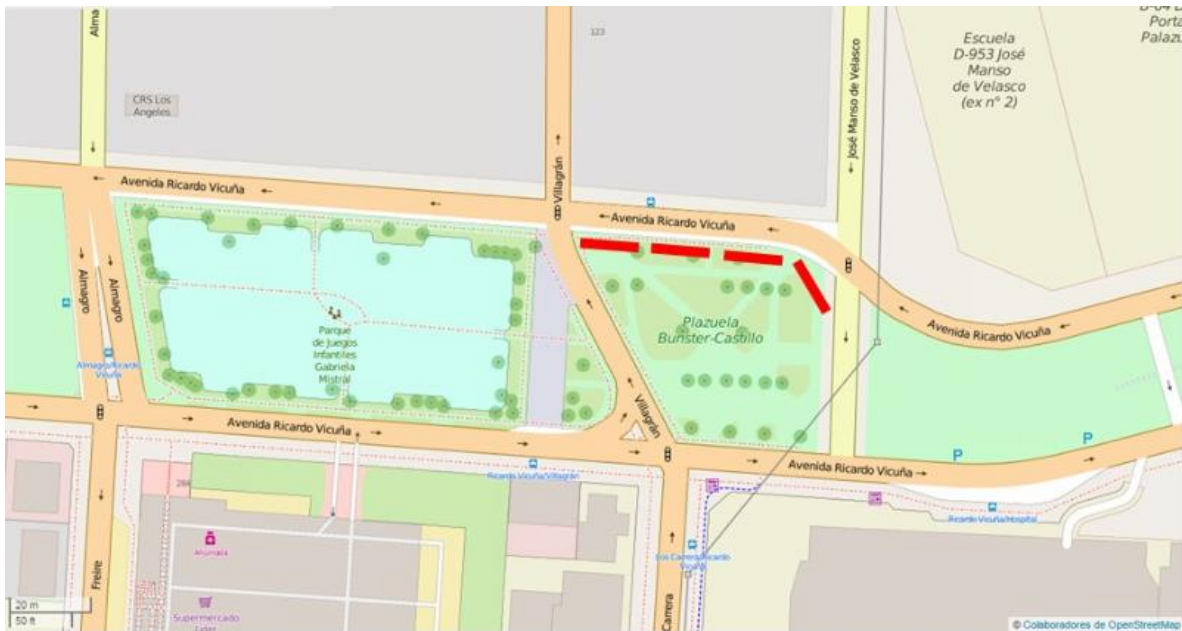 Alma
123
CRS Los
Angeles
Escuela
D-953 José
Manso
de Velasco
(ex n° 2)
Porta
Avenida Ricardo Vicuña
Villagrán
Avenida Ricardo Vicuña
José Manso de Velasco
Avenida Ricardo Vicuña
Almagro
Almagro
Almagro/Ricardo
Vicuña
Parque
de Juegos
Infantiles
Gabriela
Mistral
Plazuela
Bunster-Castillo
Villagrán
Avenida Ricardo Vicuña
Avenida Ricardo Vicuña
P
P
Ricardo Vicuña/Villagrán
Ricardo Vicuña/Hospital
Los Carrera/Ricardo
Vicuña
Ahumada
Supermercado
Freire
Carrera
20 m
50 ft
© Colaboradores de OpenStreetMap